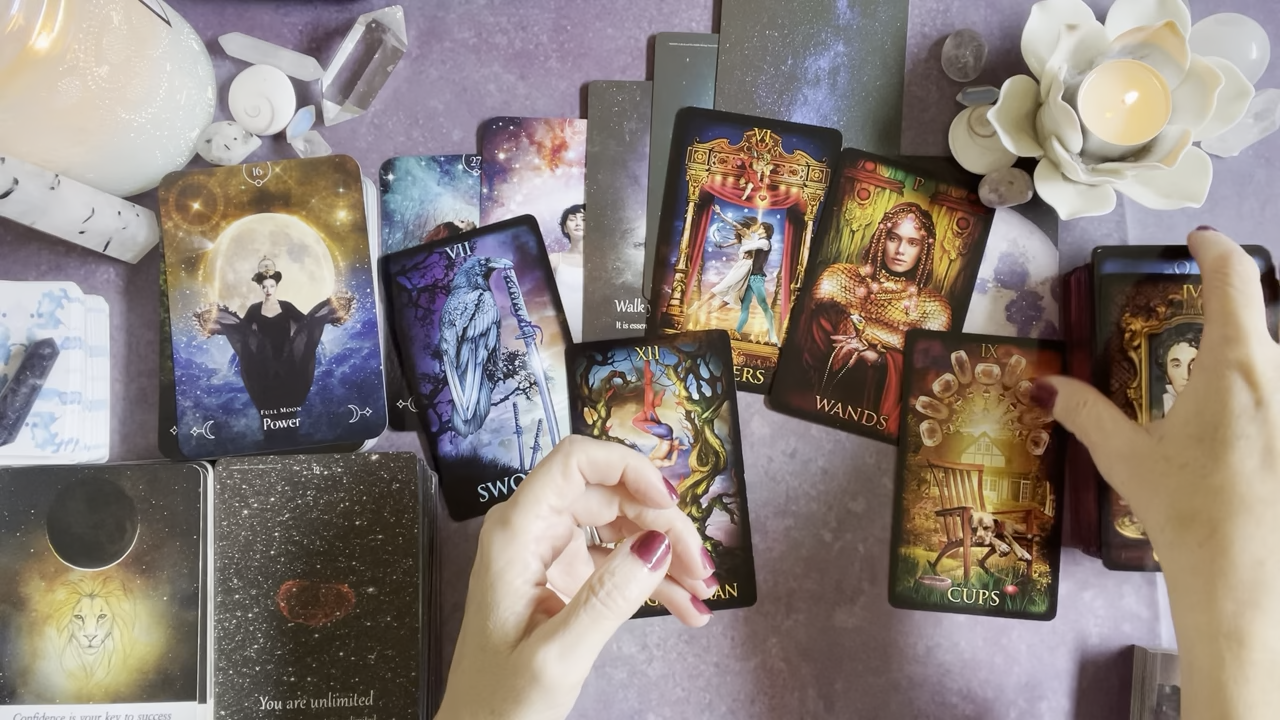 16
Full Moon
Power
27
VII
SWO
Walk
It is essen
VI
ERS
P
WANDS
XII
AN
IX
CUPS
IV
You are unlimited
Confidence is your key to success